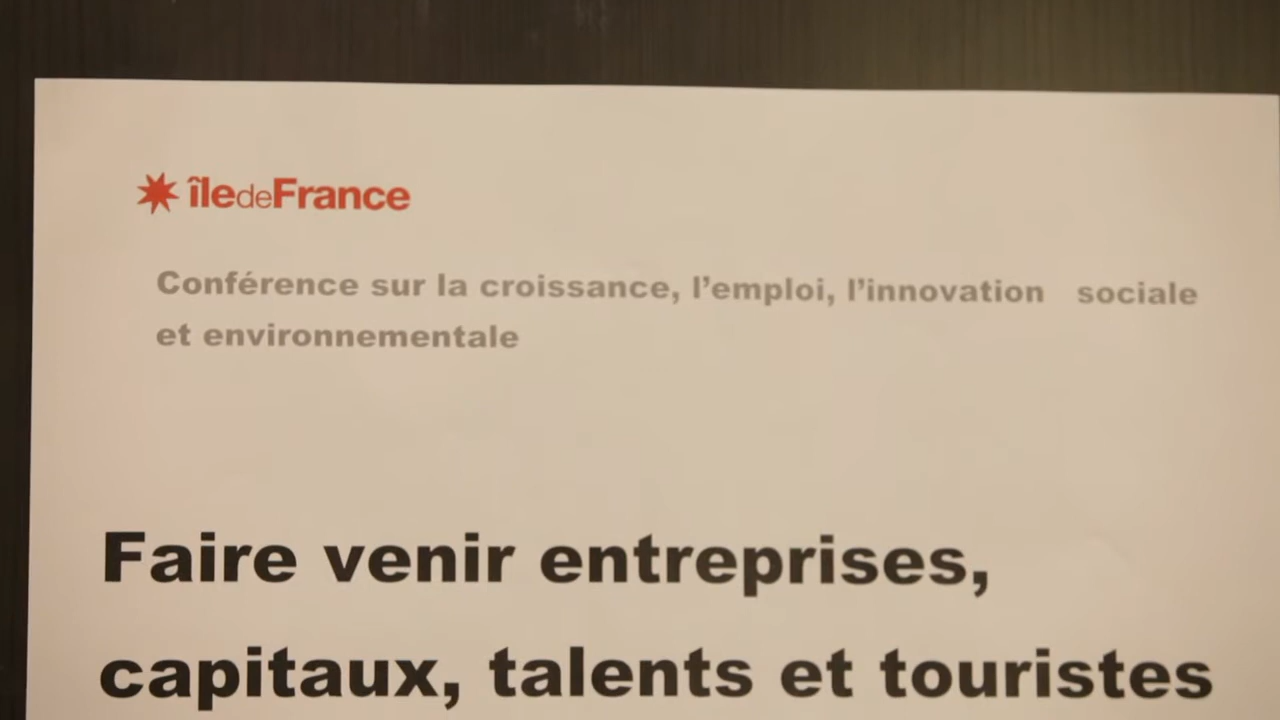 îledeFrance
Conférence sur la croissance, l’emploi, l’innovation sociale
et environnementale
Faire venir entreprises,
capitaux, talents et touristes